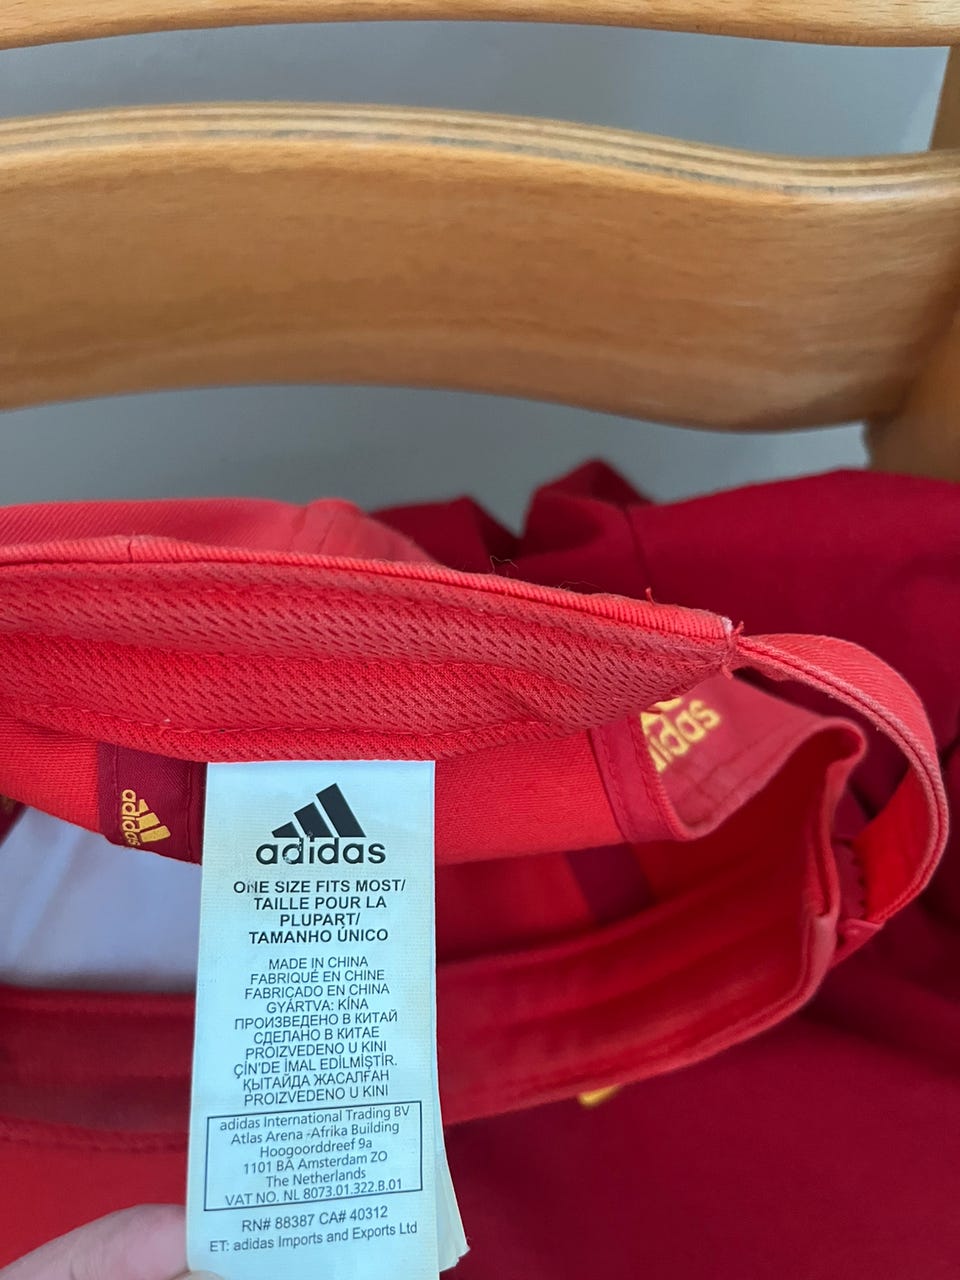 adidas
adidas
adidas
ONE SIZE FITS MOST/
TAILLE POUR LA
PLUPART/
TAMANHO ÚNICO
MADE IN CHINA
FABRIQUÉ EN CHINE
FABRICADO EN CHINA
GYÁRTVA: KÍNA
ПРОИЗВЕДЕНО В КИТАЙ
СДЕЛАНО В КИТАЕ
PROIZVEDENO U KINI
ÇİN'DE İMAL EDİLMİŞTİR.
ҚЫТАЙДА ЖАСАЛҒАН
PROIZVEDENO U KINI
adidas International Trading BV
Atlas Arena -Afrika Building
Hoogoorddreef 9a
1101 BA Amsterdam ZO
The Netherlands
VAT NO. NL 8073.01.322.B.01
RN# 88387 CA# 40312
ET: adidas Imports and Exports Ltd